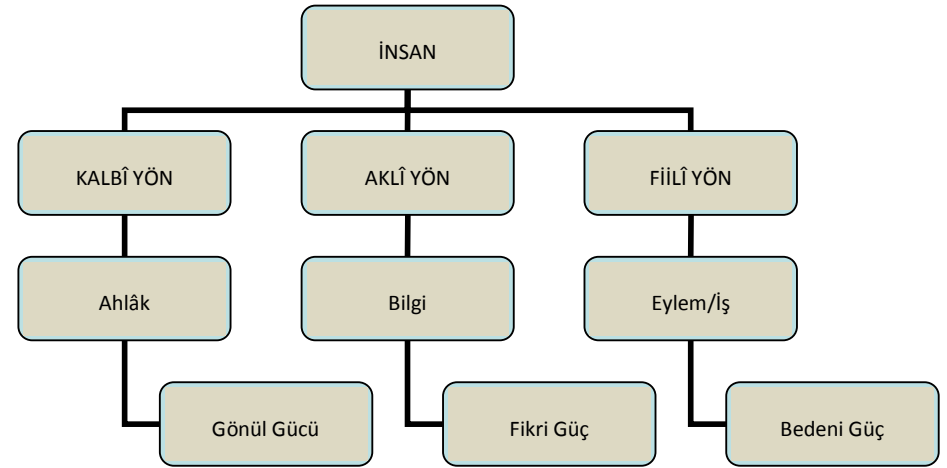 İNSAN
KALBÎ YÖN
AKLÎ YÖN
FİİLÎ YÖN
Ahlâk
Bilgi
Eylem/İş
Gönül Gücü
Fikri Güç
Bedeni Güç